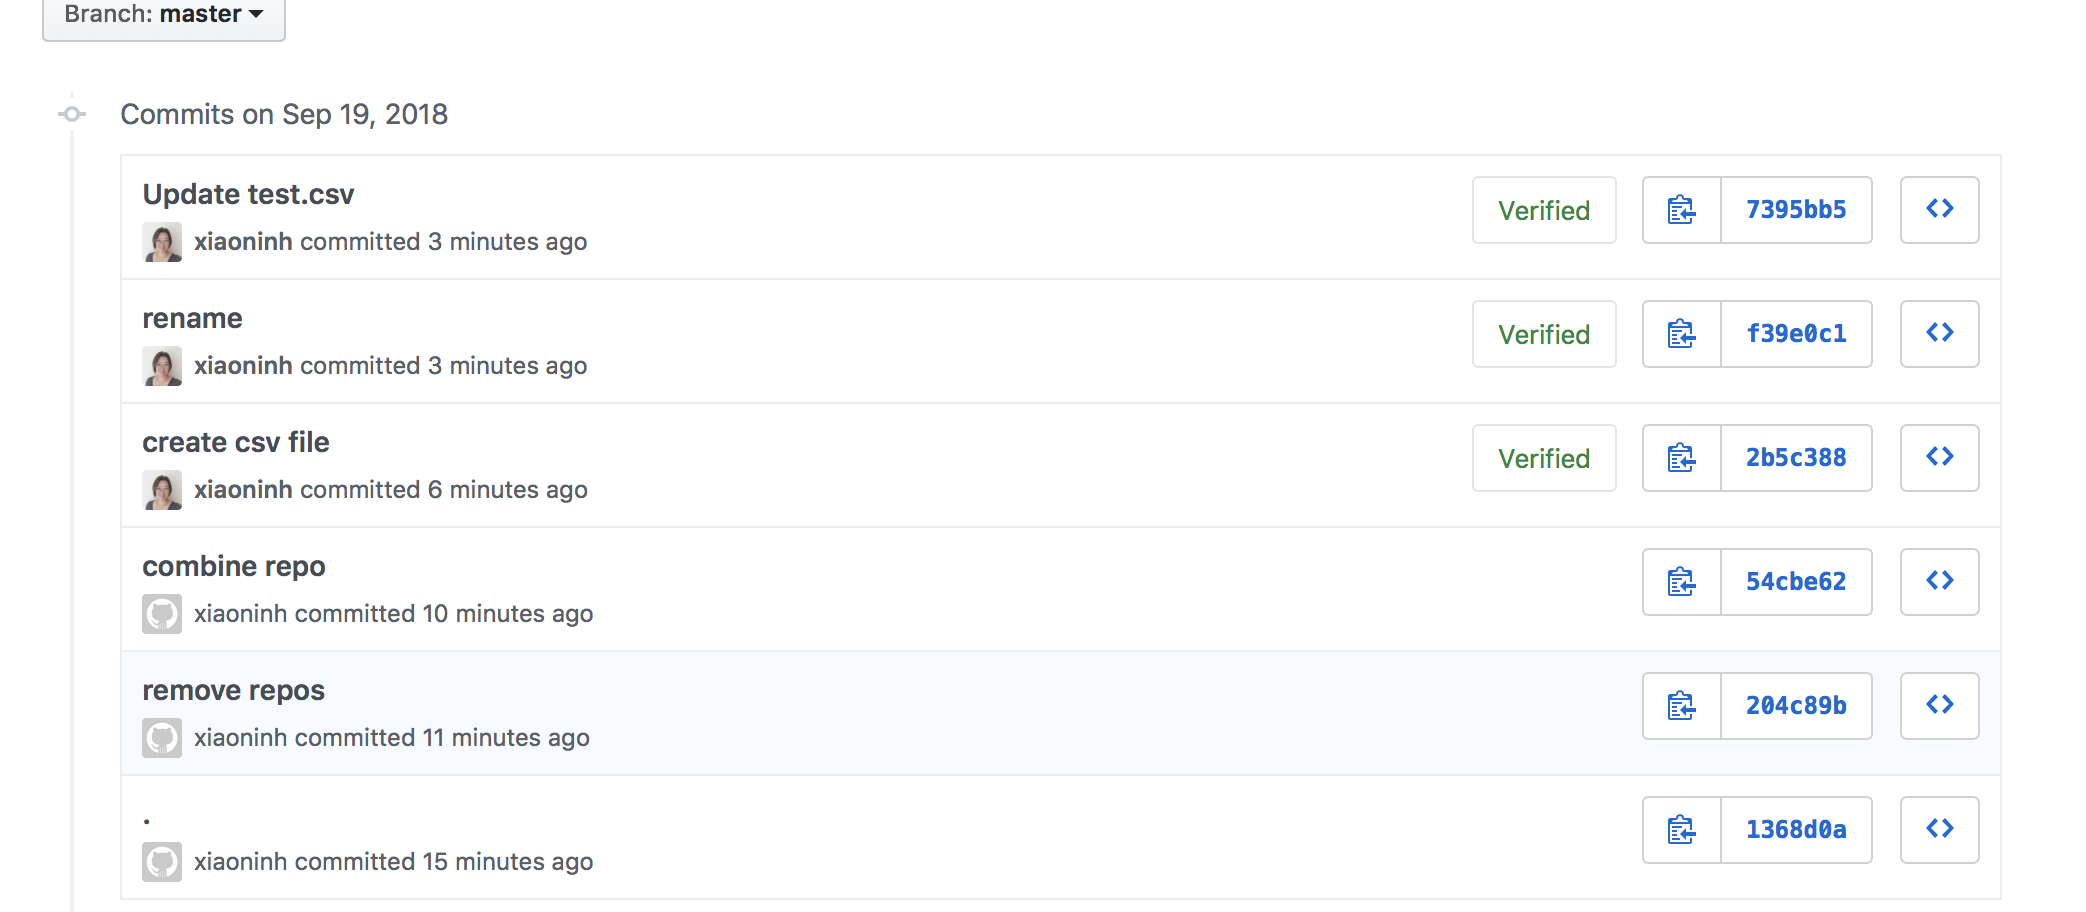 Branch: master
Commits on Sep 19, 2018
Update test.csv
xiaoninh committed 3 minutes ago
Verified
7395bb5
rename
xiaoninh committed 3 minutes ago
Verified
f39e0c1
create csv file
xiaoninh committed 6 minutes ago
Verified
2b5c388
combine repo
xiaoninh committed 10 minutes ago
54cbe62
remove repos
xiaoninh committed 11 minutes ago
204c89b
.
xiaoninh committed 15 minutes ago
1368d0a